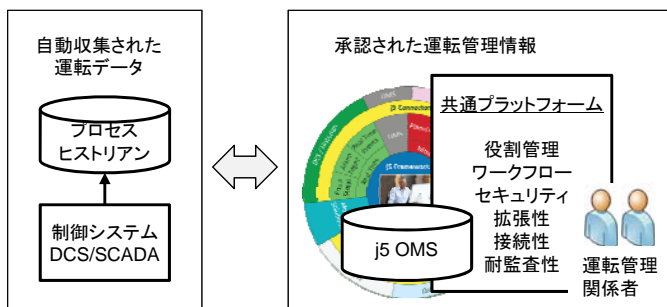 自動収集された
運転データ
プロセス
ヒストリアン
制御システム
DCS/SCADA
承認された運転管理情報
j5 OMS
共通プラットフォーム
役割管理
ワークフロー
セキュリティ
拡張性
接続性
耐監査性
運転管理
関係者